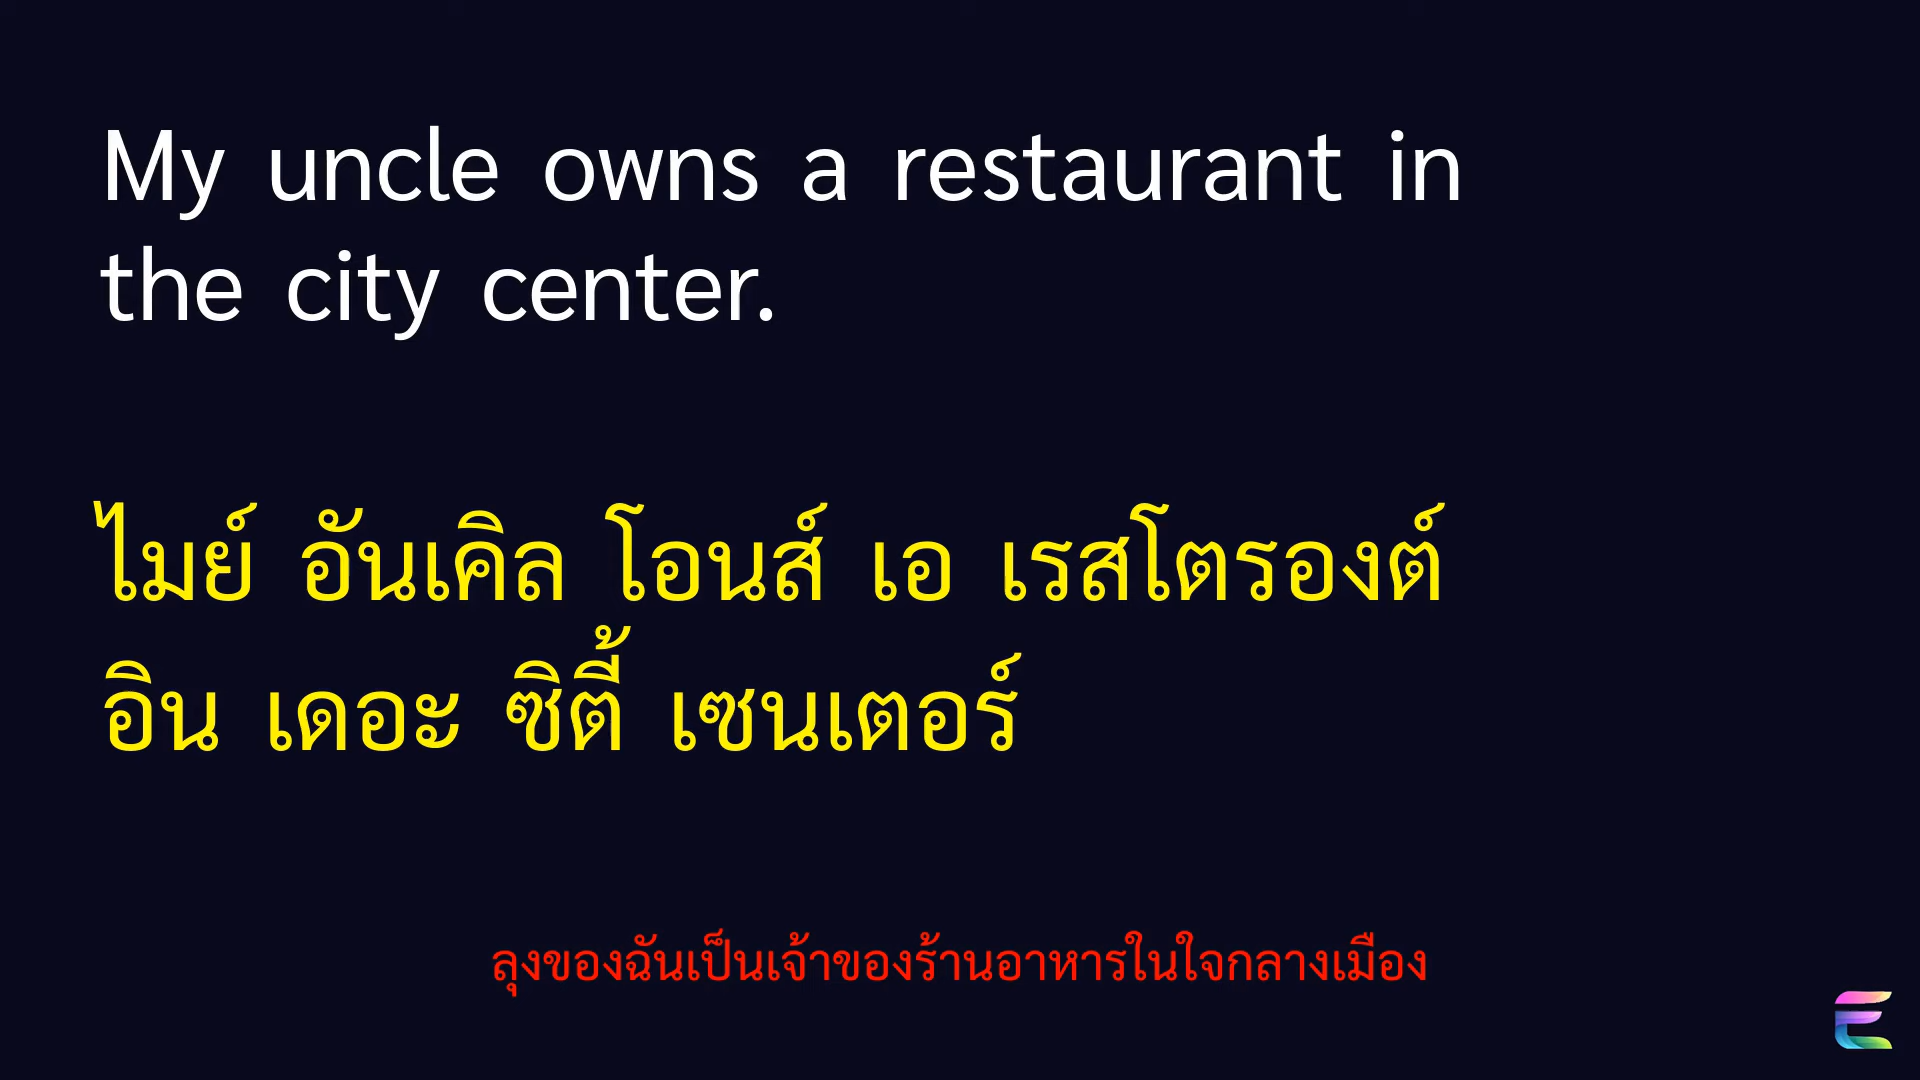 My uncle owns a restaurant in
the city center.
ไมย์ อันเคิล โอนส์ เอ เรสโตรองต์
อิน เดอะ ซิตี้ เซนเตอร์
ลุงของฉันเป็นเจ้าของร้านอาหารในใจกลางเมือง